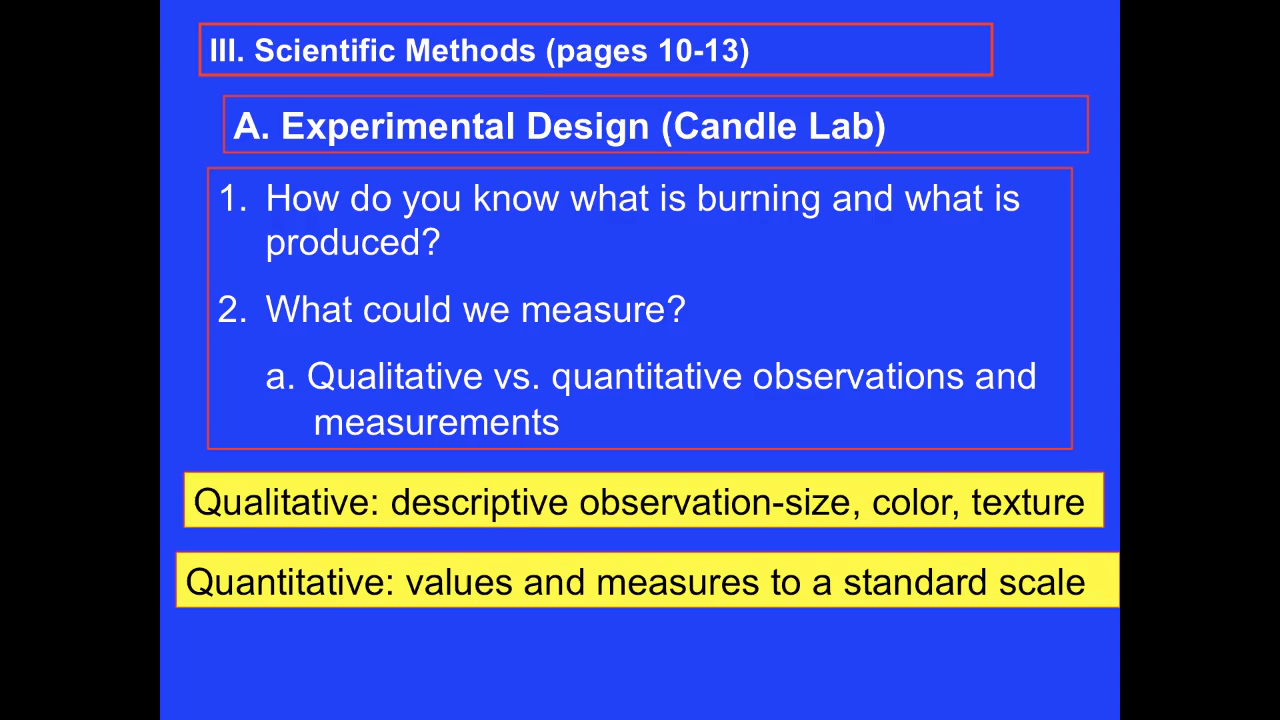 III. Scientific Methods (pages 10-13)
A. Experimental Design (Candle Lab)
1. How do you know what is burning and what is
produced?
2. What could we measure?
a. Qualitative vs. quantitative observations and
measurements
Qualitative: descriptive observation-size, color, texture
Quantitative: values and measures to a standard scale